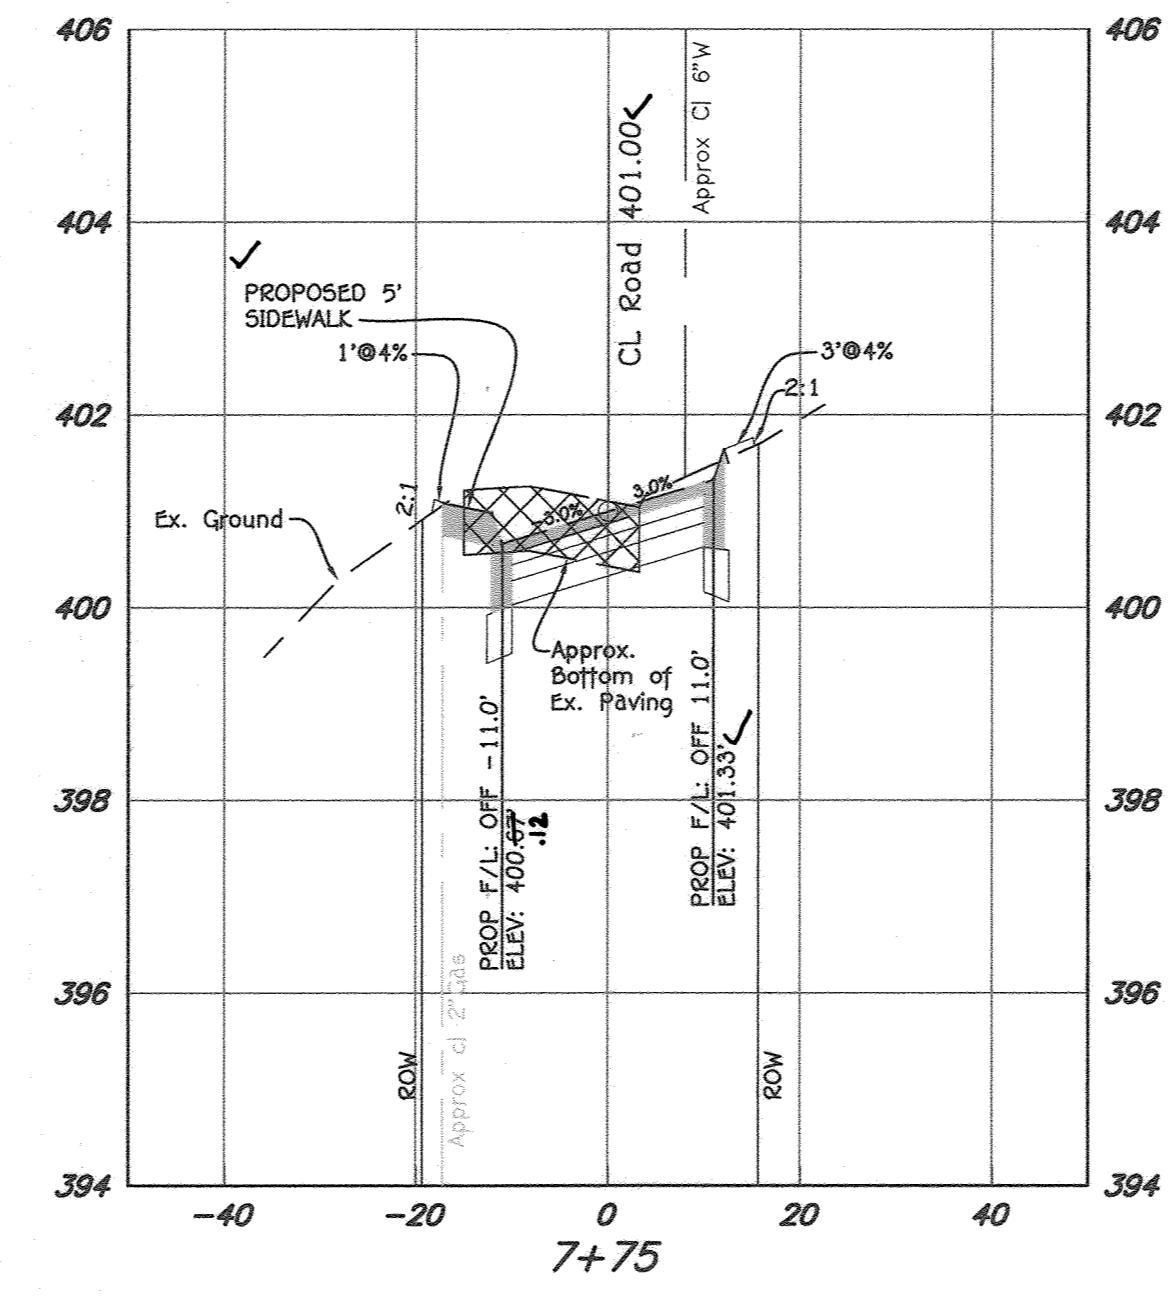 406
406
404
404
402
402
400
400
398
398
396
396
394
394
CL Road 401.00
Approx Cl 6"W
PROPOSED 5'
SIDEWALK
1'@4%
3'@4%
2:1
2:1
3.0%
-3.0%
Ex. Ground
Approx.
Bottom of
Ex. Paving
PROP F/L: OFF -11.0'
ELEV: 400.67'
.12
PROP F/L: OFF 11.0'
ELEV: 401.33'
Approx cl 2" Gas
ROW
ROW
-40
-20
0
20
40
7+75